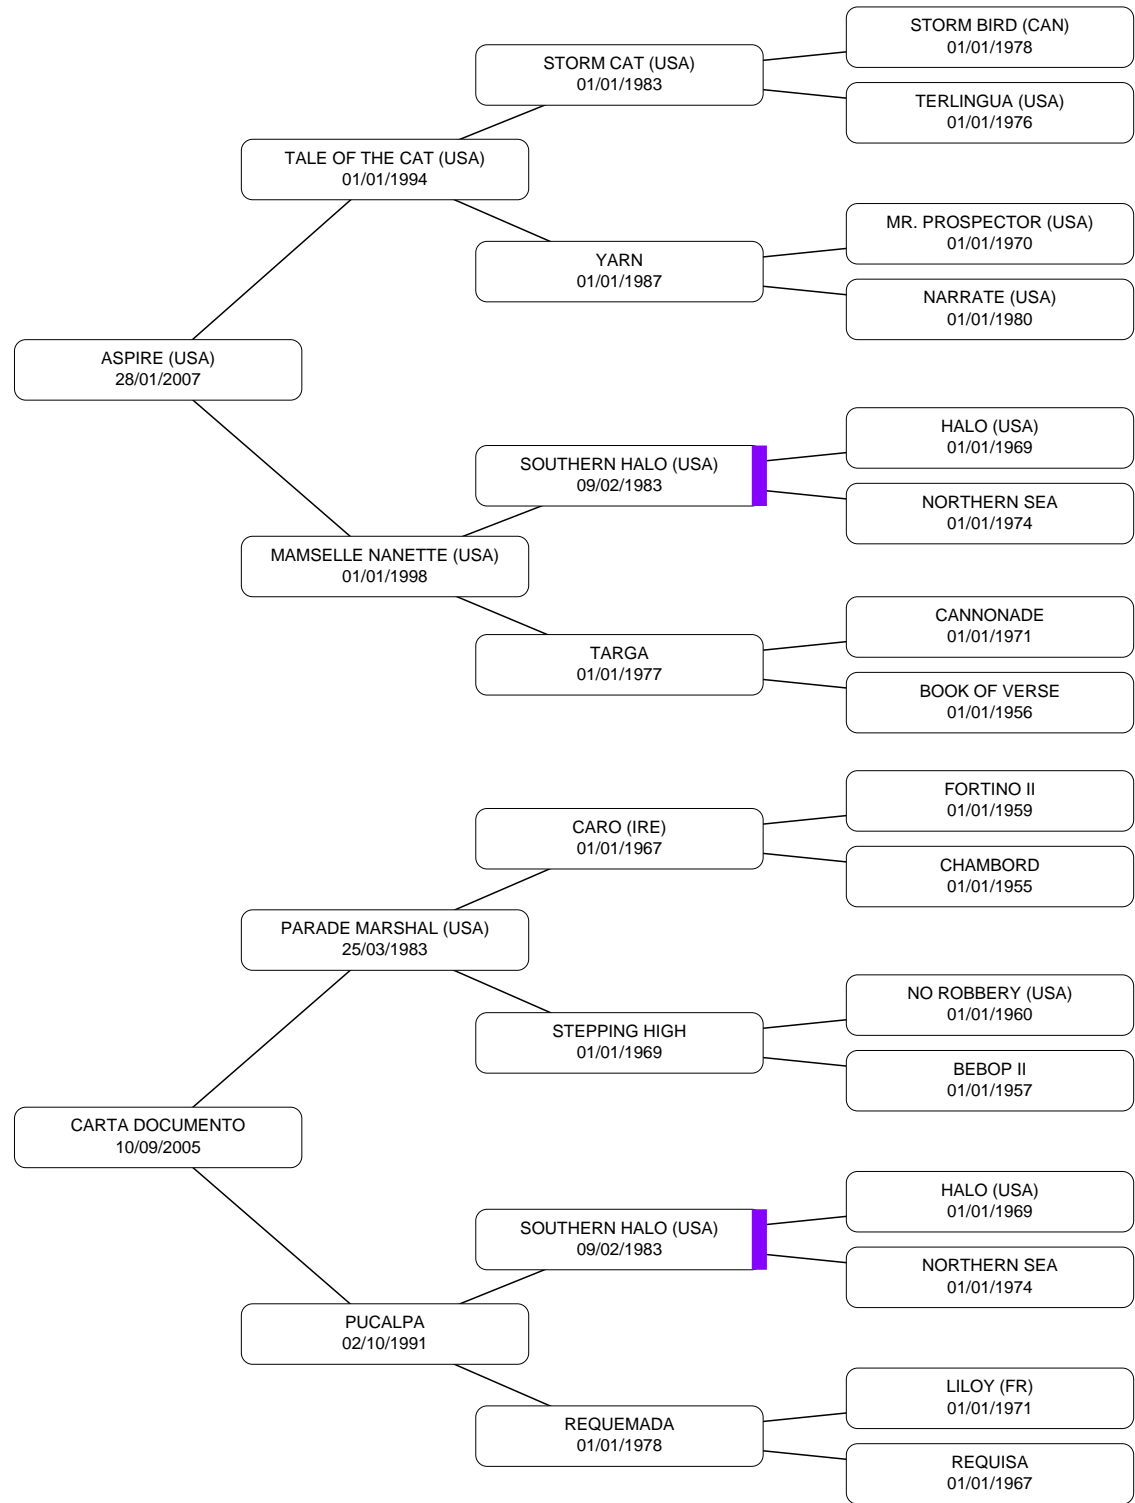 STORM BIRD (CAN)
01/01/1978
STORM CAT (USA)
01/01/1983
TERLINGUA (USA)
01/01/1976
TALE OF THE CAT (USA)
01/01/1994
MR. PROSPECTOR (USA)
01/01/1970
YARN
01/01/1987
NARRATE (USA)
01/01/1980
ASPIRE (USA)
28/01/2007
HALO (USA)
01/01/1969
SOUTHERN HALO (USA)
09/02/1983
NORTHERN SEA
01/01/1974
MAMSELLE NANETTE (USA)
01/01/1998
CANNONADE
01/01/1971
TARGA
01/01/1977
BOOK OF VERSE
01/01/1956
FORTINO II
01/01/1959
CARO (IRE)
01/01/1967
CHAMBORD
01/01/1955
PARADE MARSHAL (USA)
25/03/1983
NO ROBBERY (USA)
01/01/1960
STEPPING HIGH
01/01/1969
BEBOP II
01/01/1957
CARTA DOCUMENTO
10/09/2005
HALO (USA)
01/01/1969
SOUTHERN HALO (USA)
09/02/1983
NORTHERN SEA
01/01/1974
PUCALPA
02/10/1991
LILOY (FR)
01/01/1971
REQUEMADA
01/01/1978
REQUISA
01/01/1967